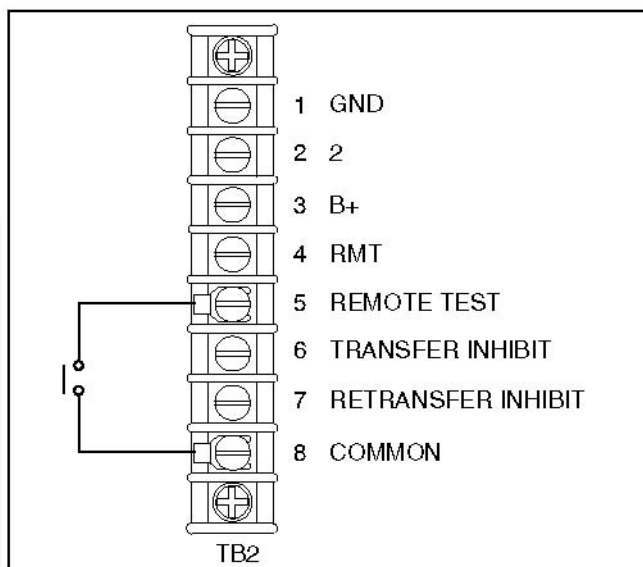 1 GND
2 2
3 B+
4 RMT
5 REMOTE TEST
6 TRANSFER INHIBIT
7 RETRANSFER INHIBIT
8 COMMON
TB2